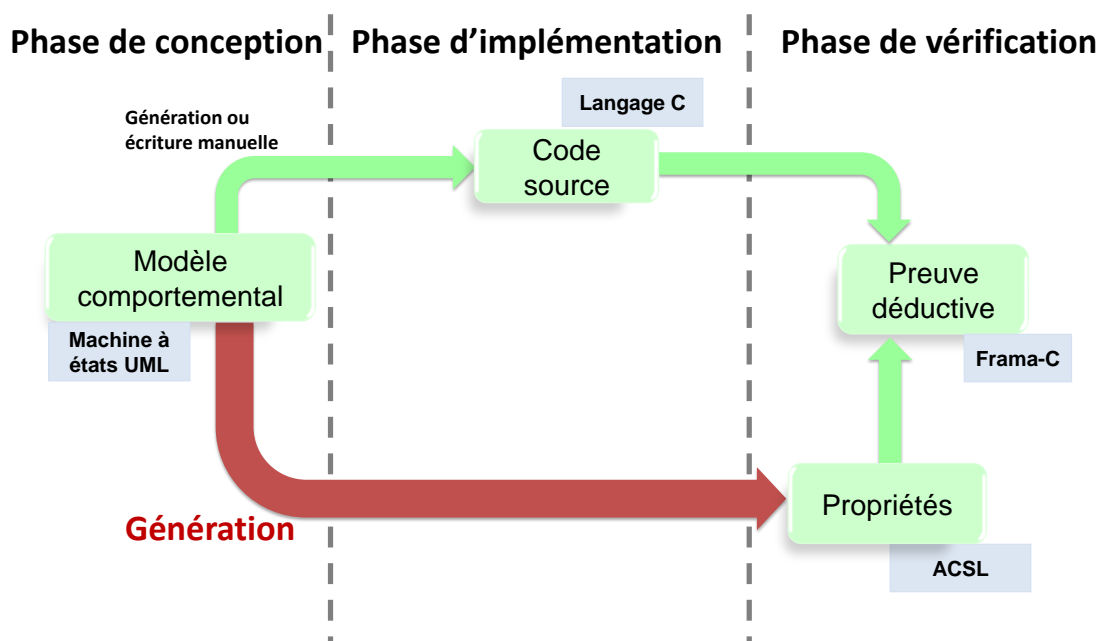 Phase de conception
Phase d’implémentation
Phase de vérification
Langage C
Génération ou
écriture manuelle
Code
source
Modèle
comportemental
Preuve
déductive
Machine à
états UML
Frama-C
Propriétés
Génération
ACSL